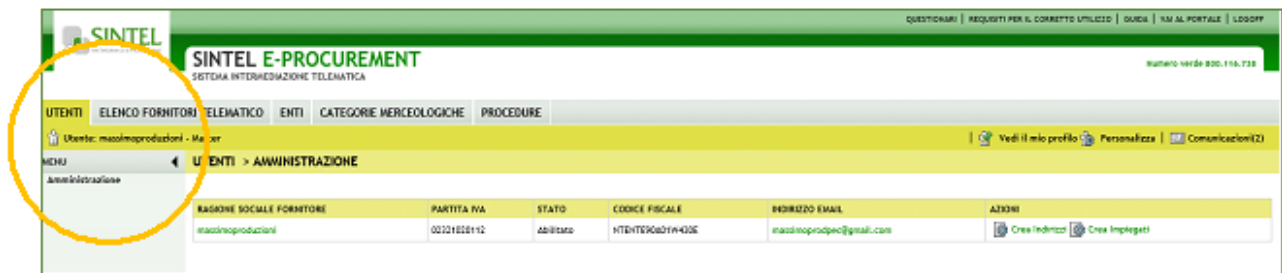 QUESTIONARI | REQUISITI PER IL CORRETTO UTILIZZO | GUIDA | VAI AL PORTALE | LOGOFF
SINTEL
SINTEL E-PROCUREMENT
SISTEMA INTERMEDIAZIONE TELEMATICA
Numero verde 800.116.738
UTENTI ELENCO FORNITORI TELEMATICO ENTI CATEGORIE MERCEOLOGICHE PROCEDURE
Utente: massimoproduzioni - Master | Vedi il mio profilo Personalizza | Comunicazioni(2)
MENU UTENTI > AMMINISTRAZIONE
Amministrazione
RAGIONE SOCIALE FORNITORE PARTITA IVA STATO CODICE FISCALE INDIRIZZO EMAIL AZIONI
massimoproduzioni Abilitato massimoprodpec@gmail.com Crea Indirizzi Crea Impiegati